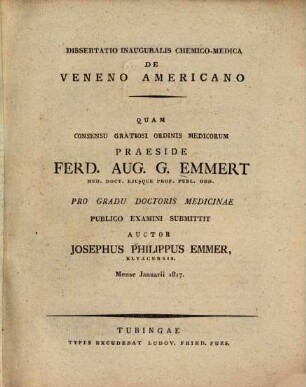 DISSERTATIO INAUGURALIS CHEMICO-MEDICA
DE
VENENO AMERICANO
QUAM
CONSENSU GRATIOSI ORDINIS MEDICORUM
PRAESIDE
FERD. AUG. G. EMMERT
MED. DOCT. EJUSQUE PROF. PUBL. ORD.
PRO GRADU DOCTORIS MEDICINAE
PUBLICO EXAMINI SUBMITTIT
AUCTOR
JOSEPHUS PHILIPPUS EMMER,
ELVACENSIS.
Mense Januarii 1817.
TUBINGAE
TYPIS EXCUDEBAT LUDOV. FRIED. FUES.